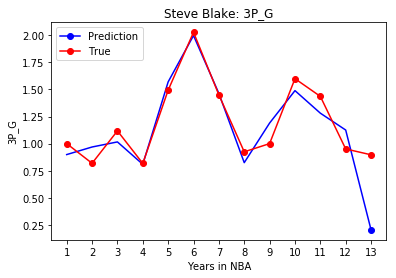 Steve Blake: 3P_G
Prediction
True
2.00
1.75
1.50
1.25
1.00
0.75
0.50
0.25
3P_G
1 2 3 4 5 6 7 8 9 10 11 12 13
Years in NBA